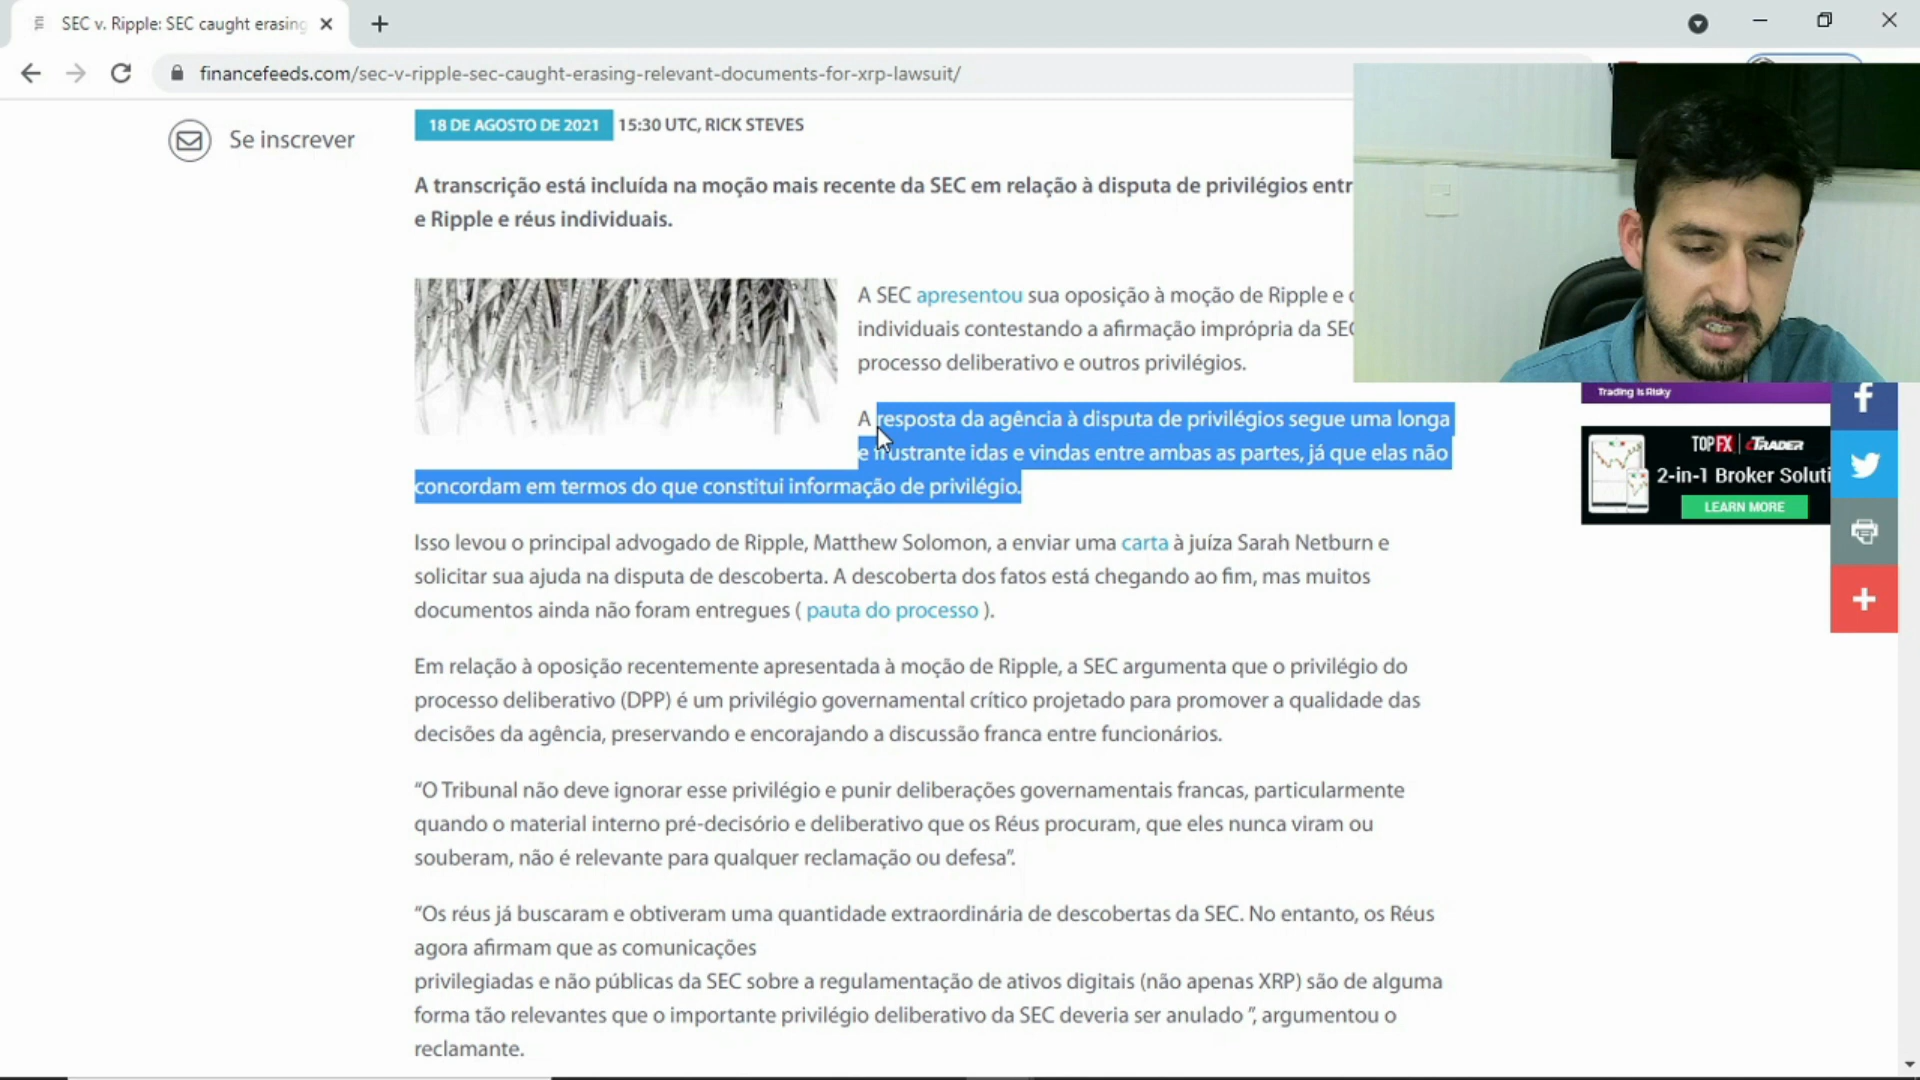 SEC v. Ripple: SEC caught erasing
financefeeds.com/sec-v-ripple-sec-caught-erasing-relevant-documents-for-xrp-lawsuit/
Se inscrever
18 DE AGOSTO DE 2021 15:30 UTC, RICK STEVES
A transcrição está incluída na moção mais recente da SEC em relação à disputa de privilégios entr
e Ripple e réus individuais.
A SEC apresentou sua oposição à moção de Ripple e
individuais contestando a afirmação imprópria da SEC
processo deliberativo e outros privilégios.
A resposta da agência à disputa de privilégios segue uma longa
e frustrante idas e vindas entre ambas as partes, já que elas não
concordam em termos do que constitui informação de privilégio.
Isso levou o principal advogado de Ripple, Matthew Solomon, a enviar uma carta à juíza Sarah Netburn e
solicitar sua ajuda na disputa de descoberta. A descoberta dos fatos está chegando ao fim, mas muitos
documentos ainda não foram entregues ( pauta do processo ).
Em relação à oposição recentemente apresentada à moção de Ripple, a SEC argumenta que o privilégio do
processo deliberativo (DPP) é um privilégio governamental crítico projetado para promover a qualidade das
decisões da agência, preservando e encorajando a discussão franca entre funcionários.
“O Tribunal não deve ignorar esse privilégio e punir deliberações governamentais francas, particularmente
quando o material interno pré-decisório e deliberativo que os Réus procuram, que eles nunca viram ou
souberam, não é relevante para qualquer reclamação ou defesa”.
“Os réus já buscaram e obtiveram uma quantidade extraordinária de descobertas da SEC. No entanto, os Réus
agora afirmam que as comunicações
privilegiadas e não públicas da SEC sobre a regulamentação de ativos digitais (não apenas XRP) são de alguma
forma tão relevantes que o importante privilégio deliberativo da SEC deveria ser anulado ”, argumentou o
reclamante.
Trading Is Risky
TOPFX cTRADER
2-in-1 Broker Soluti
LEARN MORE